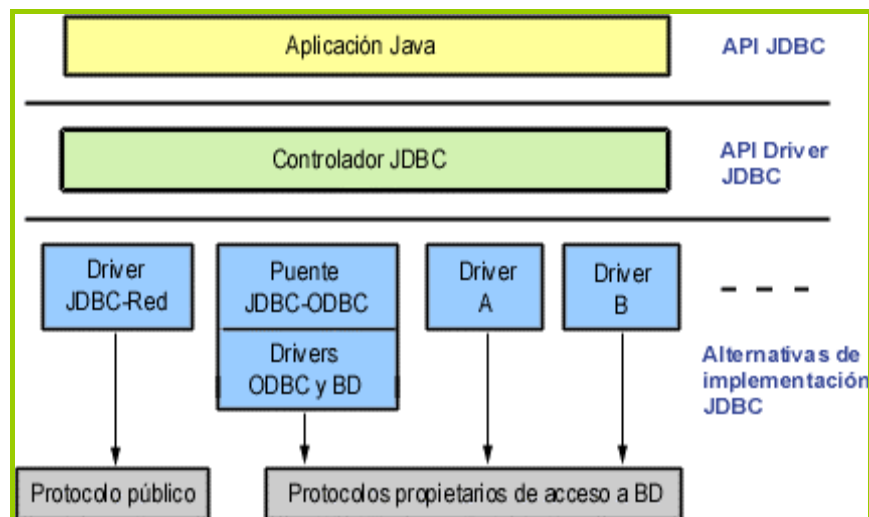 Aplicación Java
API JDBC
Controlador JDBC
API Driver
JDBC
Driver
JDBC-Red
Puente
JDBC-ODBC
Drivers
ODBC y BD
Driver
A
Driver
B
Alternativas de
implementación
JDBC
Protocolo público
Protocolos propietarios de acceso a BD